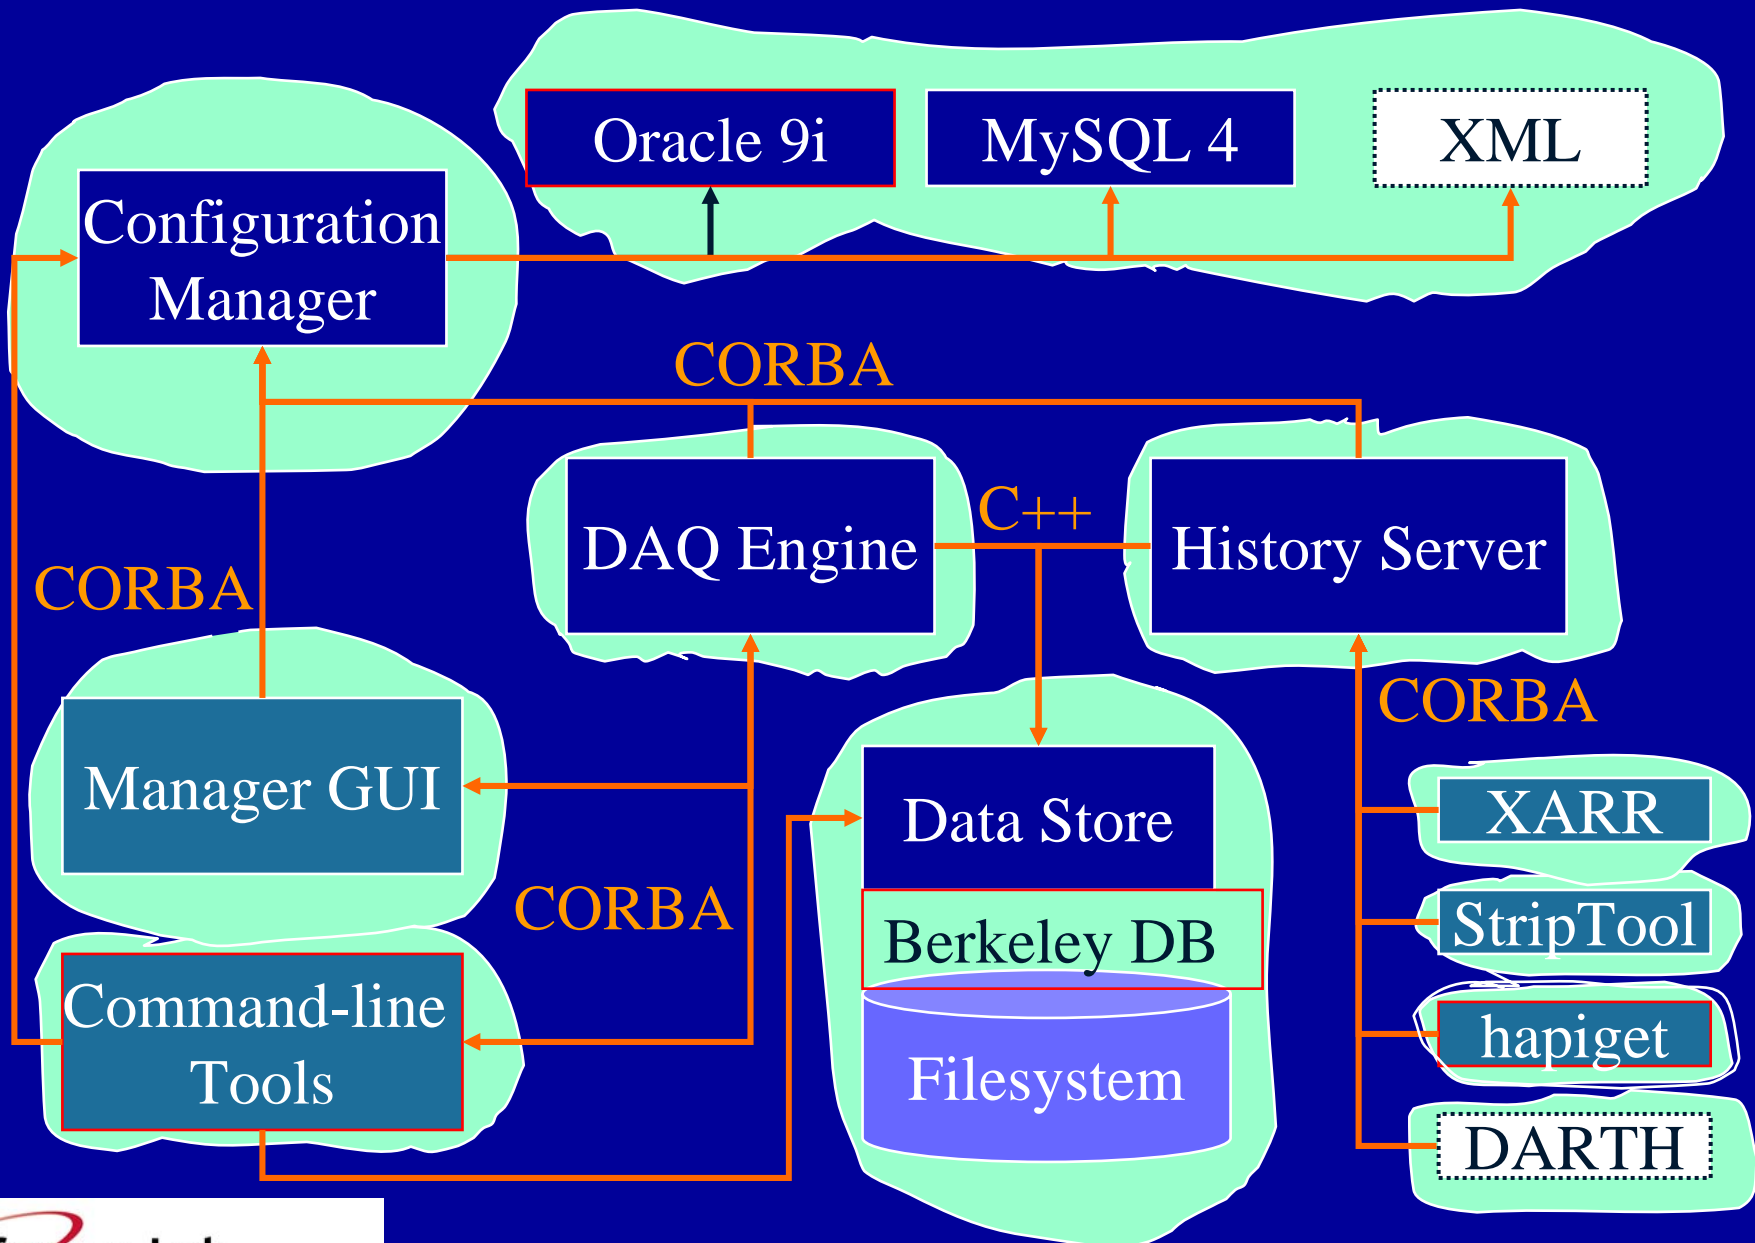 Oracle 9i
MySQL 4
XML
Configuration
Manager
CORBA
DAQ Engine
C++
History Server
CORBA
CORBA
Manager GUI
Data Store
XARR
CORBA
Berkeley DB
StripTool
Command-line
Tools
Filesystem
hapiget
DARTH